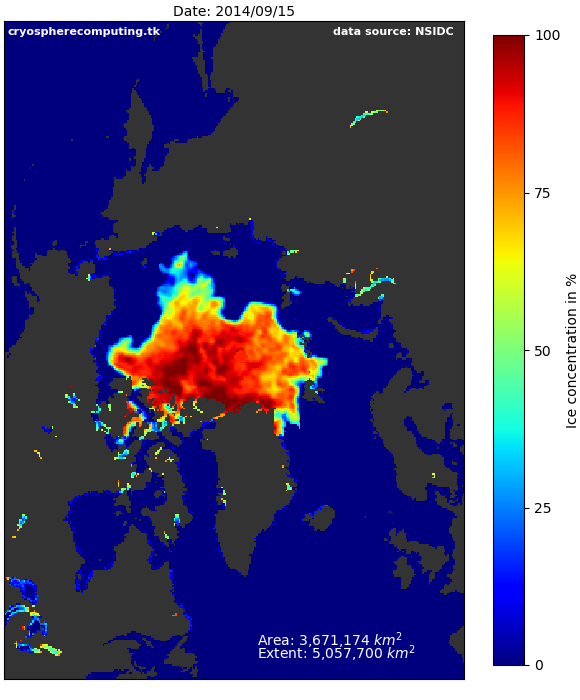 Date: 2014/09/15
cryospherecomputing.tk data source: NSIDC
100
75
50
25
0
Ice concentration in %
Area: 3,671,174 km²
Extent: 5,057,700 km²